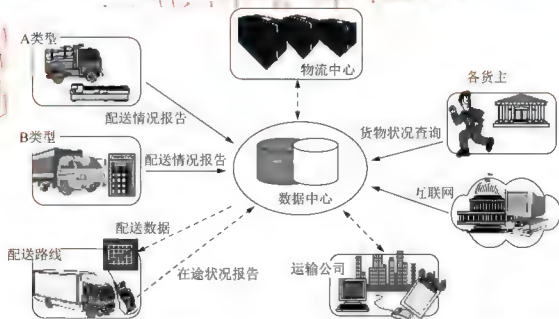 A类型
物流中心
各货主
配送情况报告
货物状况查询
B类型
配送情况报告
数据中心
互联网
配送数据
配送路线
在途状况报告
运输公司